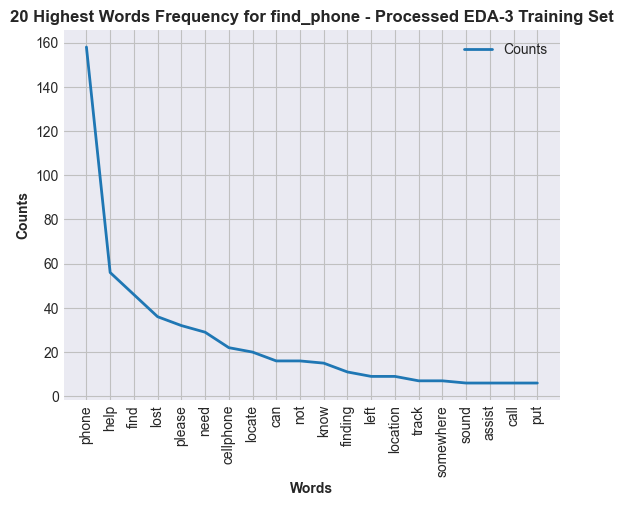 20 Highest Words Frequency for find_phone - Processed EDA-3 Training Set
Counts
160
140
120
100
80
60
40
20
0
Counts
phone
help
find
lost
please
need
cellphone
locate
can
not
know
finding
left
location
track
somewhere
sound
assist
call
put
Words